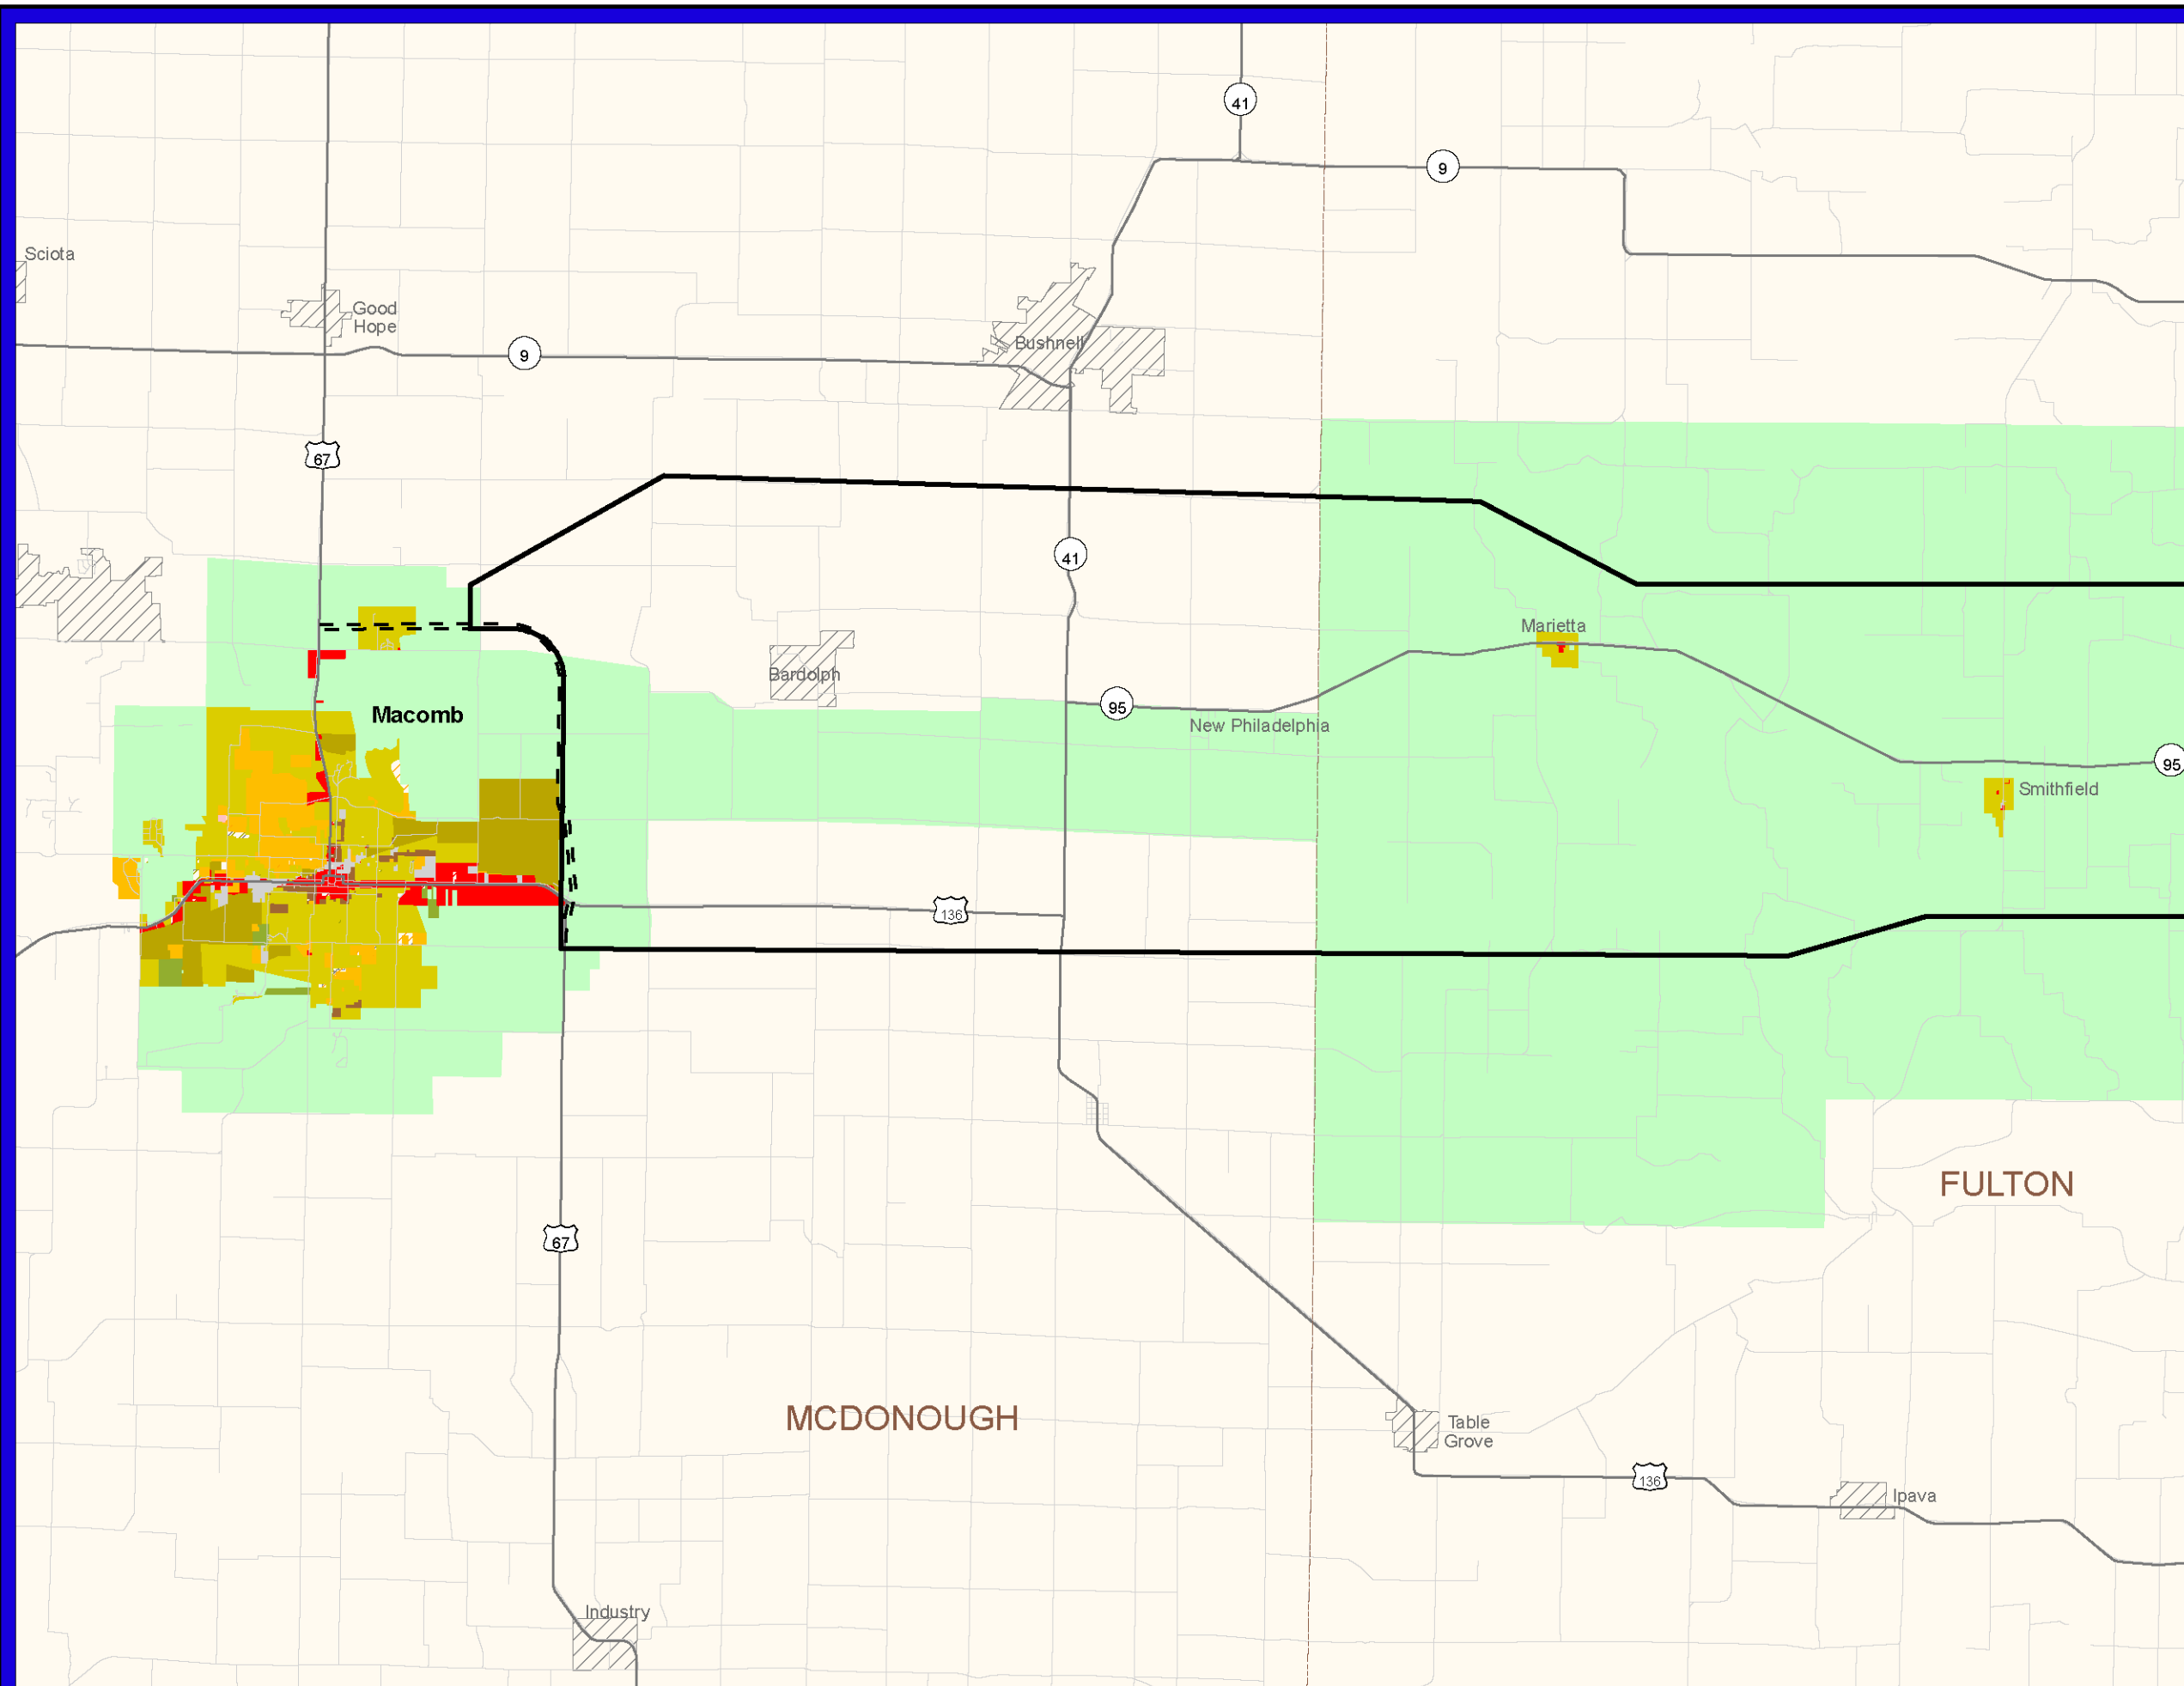 41
9
Sciota
Good
Hope
Bushnell
9
67
41
Marietta
Bardolph
95
Macomb
New Philadelphia
95
Smithfield
136
FULTON
67
MCDONOUGH
Table
Grove
136
Ipava
Industry